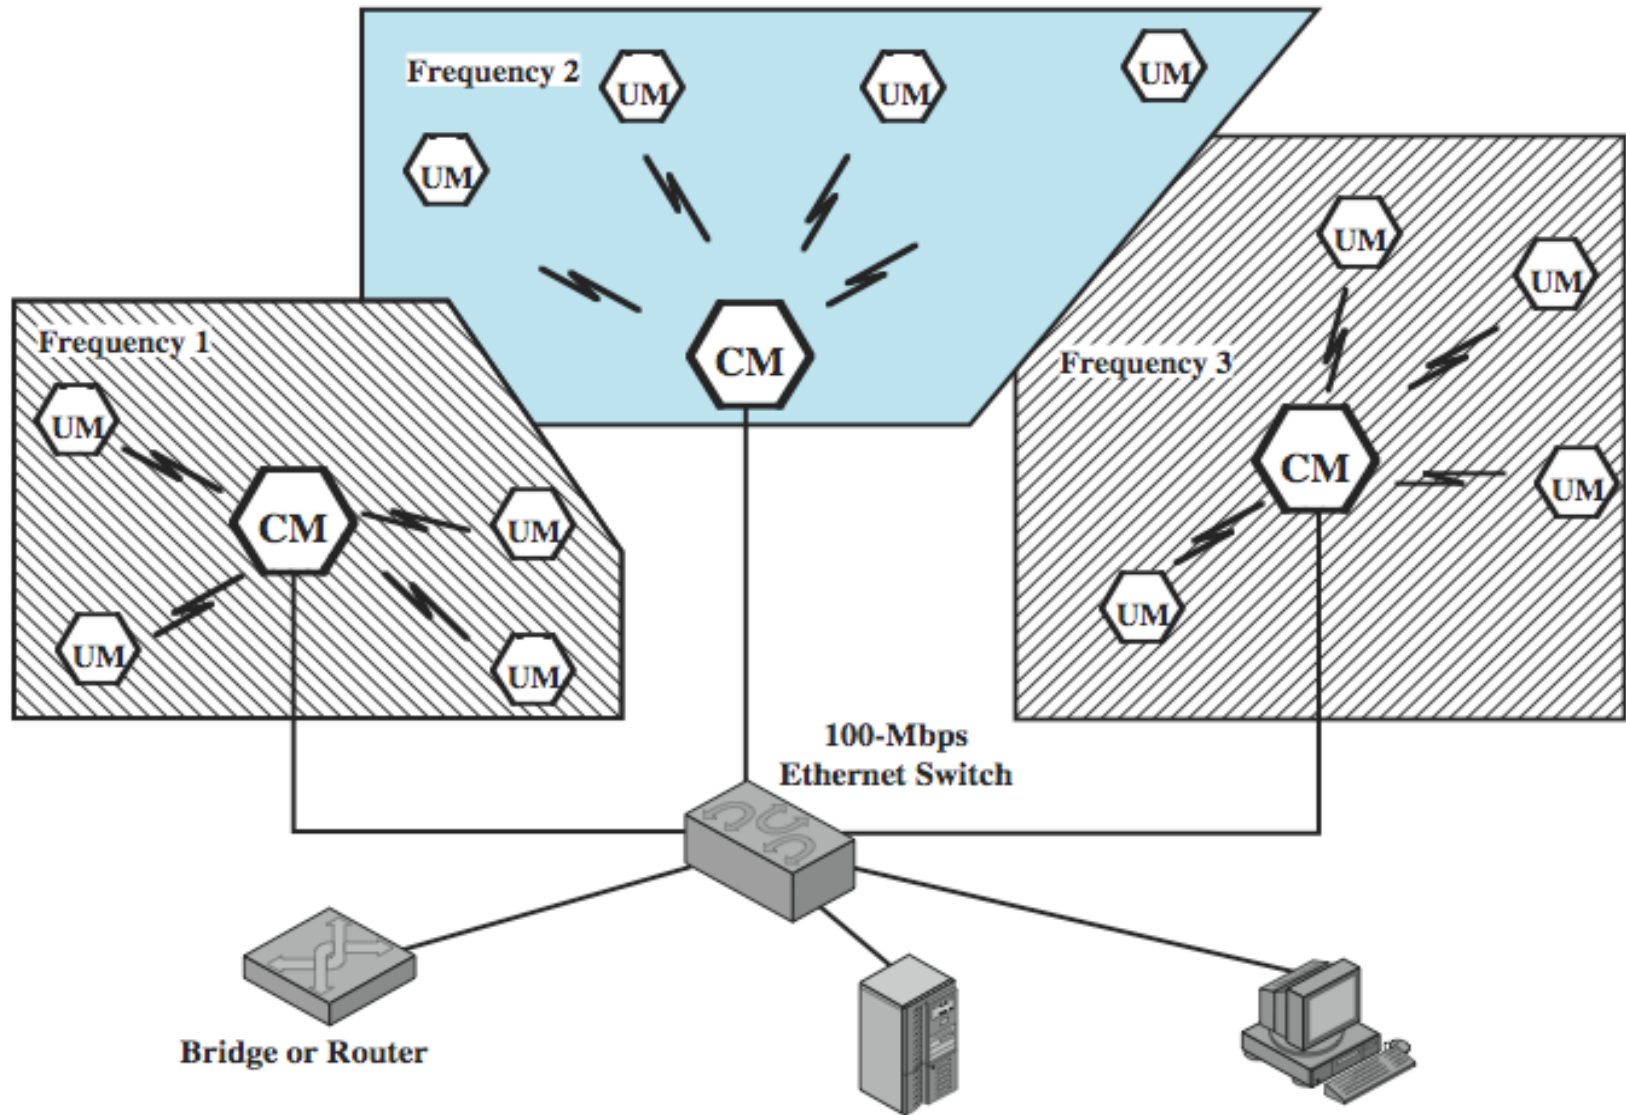 Frequency 2
UM
UM
UM
UM
CM
Frequency 1
UM
CM
UM
UM
UM
Frequency 3
UM
UM
CM
UM
UM
100-Mbps
Ethernet Switch
Bridge or Router